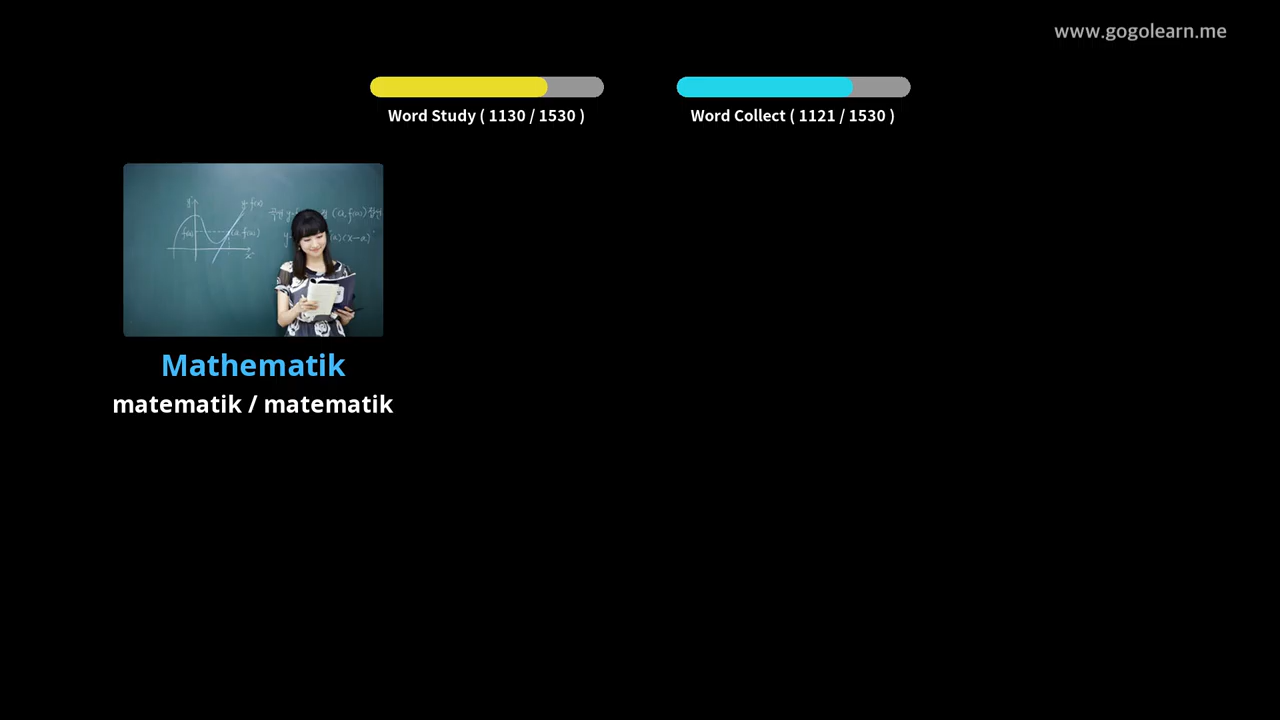 www.gogolearn.me
Word Study ( 1130 / 1530 )
Word Collect ( 1121 / 1530 )
y
y=f(x)
f(a)
(a, f(a))
x
(a, f(a))
Mathematik
matematik / matematik